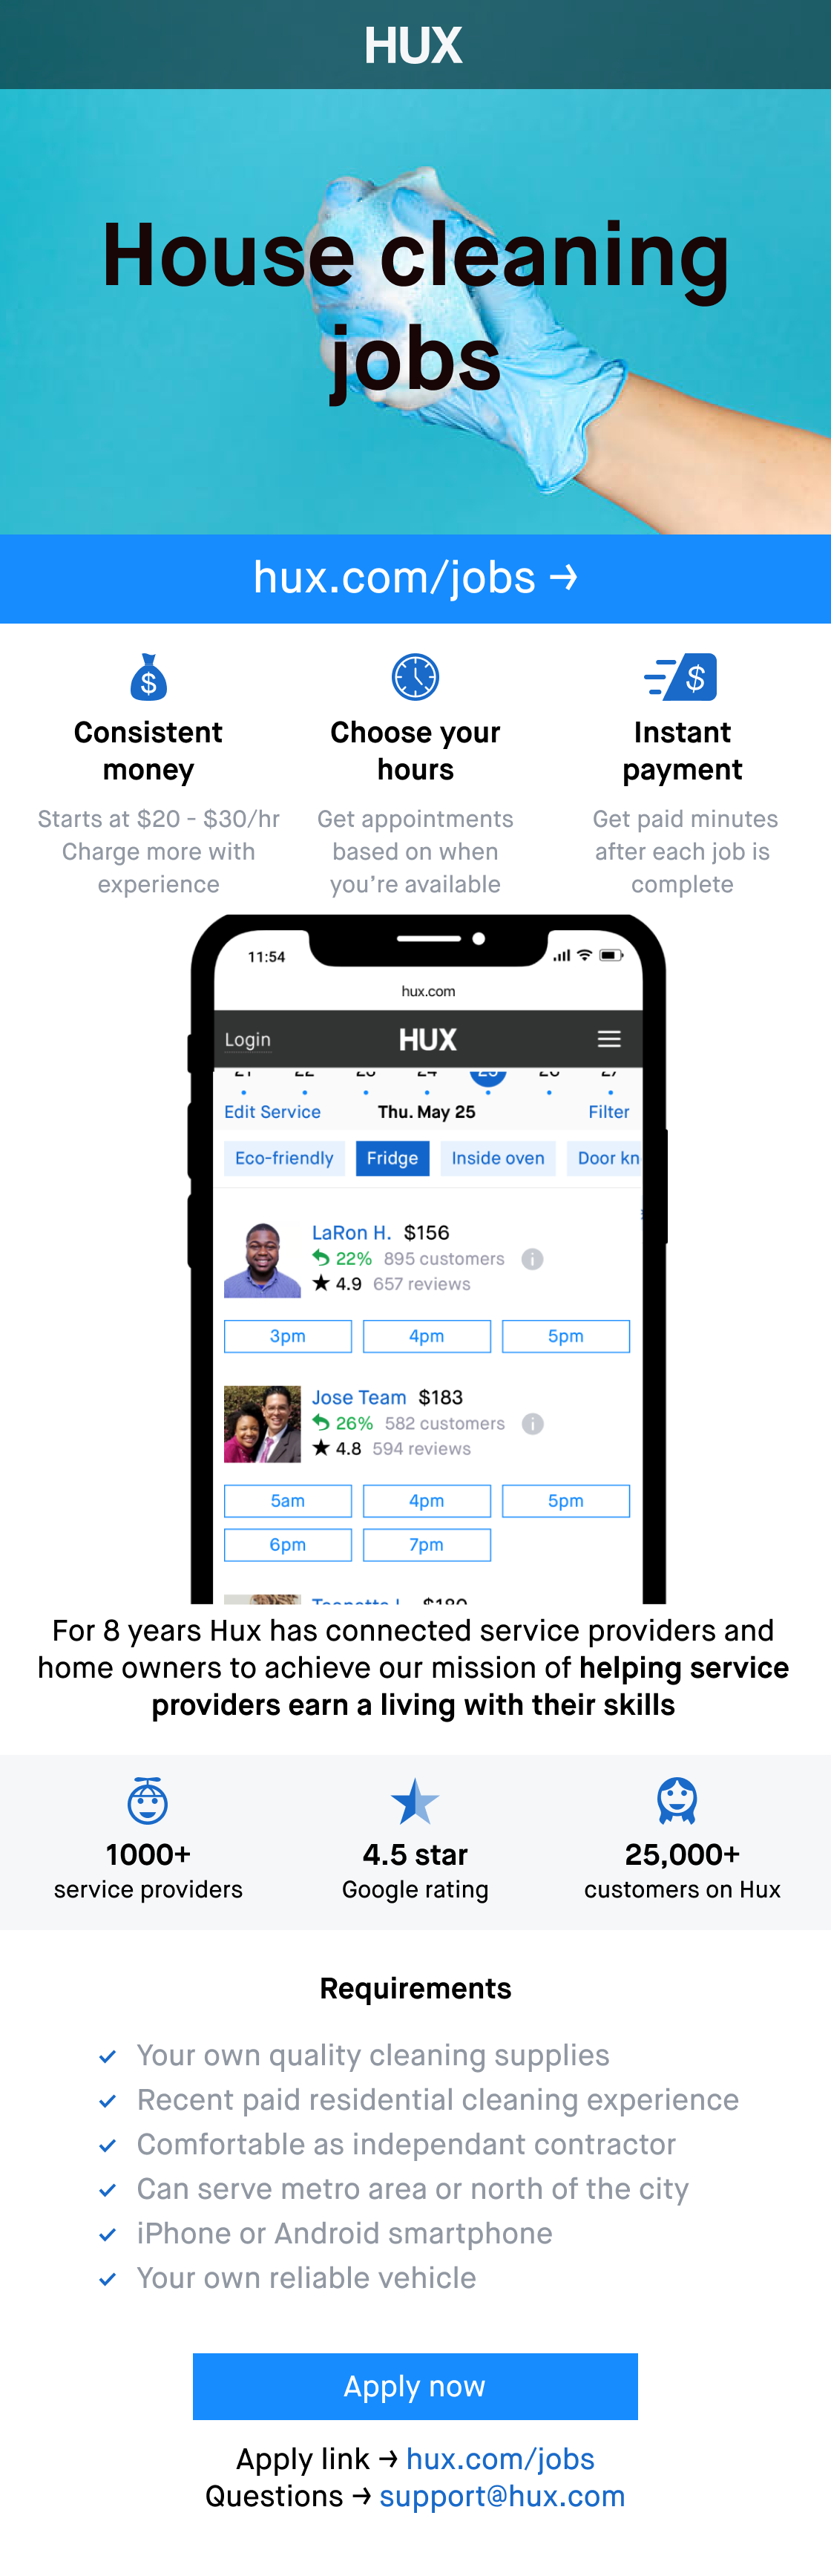 HUX
House cleaning
jobs
hux.com/jobs →
Consistent
money
Starts at $20 - $30/hr
Charge more with
experience
Choose your
hours
Get appointments
based on when
you're available
Instant
payment
Get paid minutes
after each job is
complete
11:54
hux.com
Login HUX
21 22 23 24 25 26 27
Edit Service Thu. May 25 Filter
Eco-friendly Fridge Inside oven Door kn
LaRon H. $156
22% 895 customers i
★ 4.9 657 reviews
3pm 4pm 5pm
Jose Team $183
26% 582 customers i
★ 4.8 594 reviews
5am 4pm 5pm
6pm 7pm
$180
For 8 years Hux has connected service providers and
home owners to achieve our mission of helping service
providers earn a living with their skills
1000+
service providers
4.5 star
Google rating
25,000+
customers on Hux
Requirements
✓ Your own quality cleaning supplies
✓ Recent paid residential cleaning experience
✓ Comfortable as independant contractor
✓ Can serve metro area or north of the city
✓ iPhone or Android smartphone
✓ Your own reliable vehicle
Apply now
Apply link → hux.com/jobs
Questions → support@hux.com